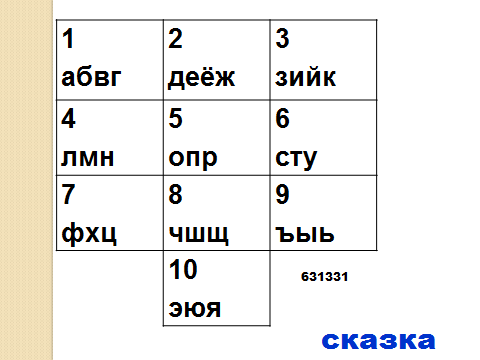 1 2 3
абвг деёж зийк
4 5 6
лмн опр сту
7 8 9
фхц чшщ ъыь
10
631331
эюя
сказка